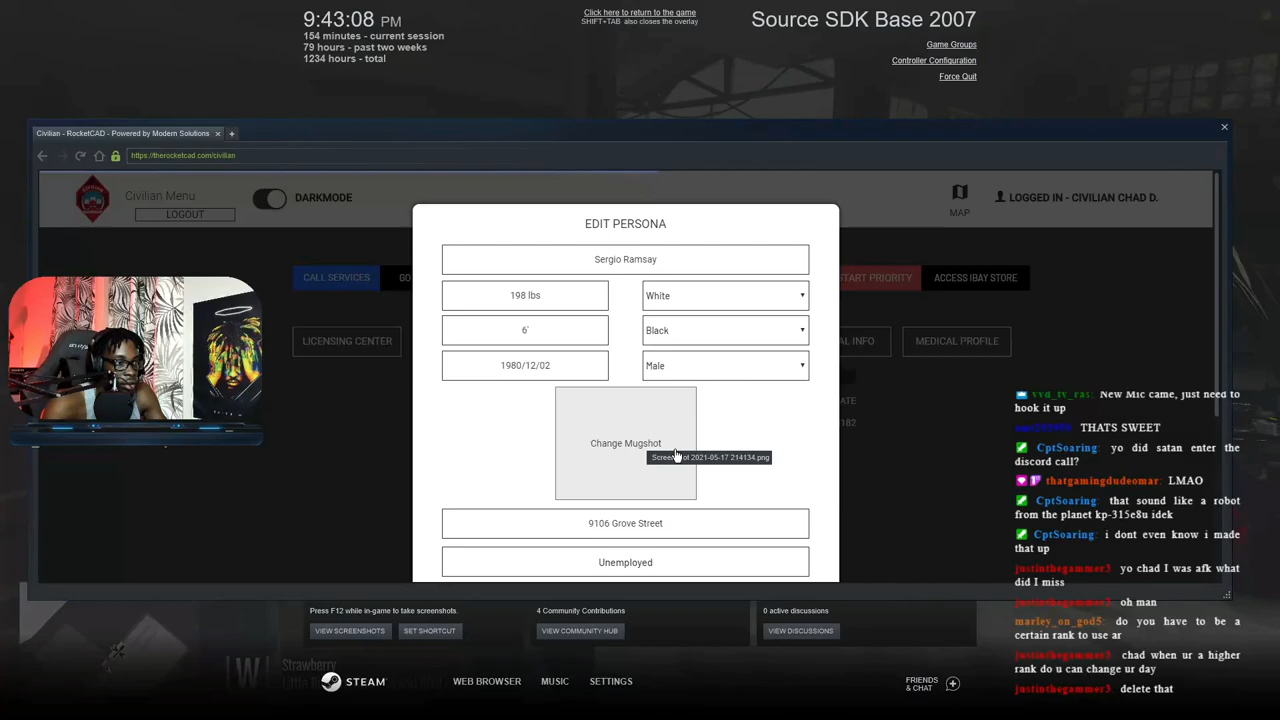 9:43:08 PM
154 minutes - current session
79 hours - past two weeks
1234 hours - total
Click here to return to the game
SHIFT+TAB also closes the overlay
Source SDK Base 2007
Game Groups
Controller Configuration
Force Quit
Civilian - RocketCAD - Powered by Modern Solutions
https://therocketcad.com/civilian
CIVILIAN
Civilian Menu
LOGOUT
DARKMODE
MAP
LOGGED IN - CIVILIAN CHAD D.
CALL SERVICES
GO
START PRIORITY
ACCESS IBAY STORE
LICENSING CENTER
AL INFO
MEDICAL PROFILE
ATE
182
EDIT PERSONA
Sergio Ramsay
198 lbs
White
6'
Black
1980/12/02
Male
Change Mugshot
ot 2021-05-17 214134.png
9106 Grove Street
Unemployed
New Mic came, just need to
hook it up
THATS SWEET
CptSoaring: yo did satan enter the
discord call?
thatgamingdudeomar: LMAO
CptSoaring: that sound like a robot
from the planet kp-315e8u idek
CptSoaring: i dont even know i made
that up
justinthegammer3: yo chad I was afk what
did I miss
justinthegammer3: oh man
marley_on_god5: do you have to be a
certain rank to use ar
justinthegammer3: chad when ur a higher
rank do u can change ur day
justinthegammer3: delete that
Press F12 while in-game to take screenshots.
VIEW SCREENSHOTS
SET SHORTCUT
4 Community Contributions
VIEW COMMUNITY HUB
0 active discussions
VIEW DISCUSSIONS
W
Strawberry
Little
STEAM
WEB BROWSER
MUSIC
SETTINGS
FRIENDS
& CHAT